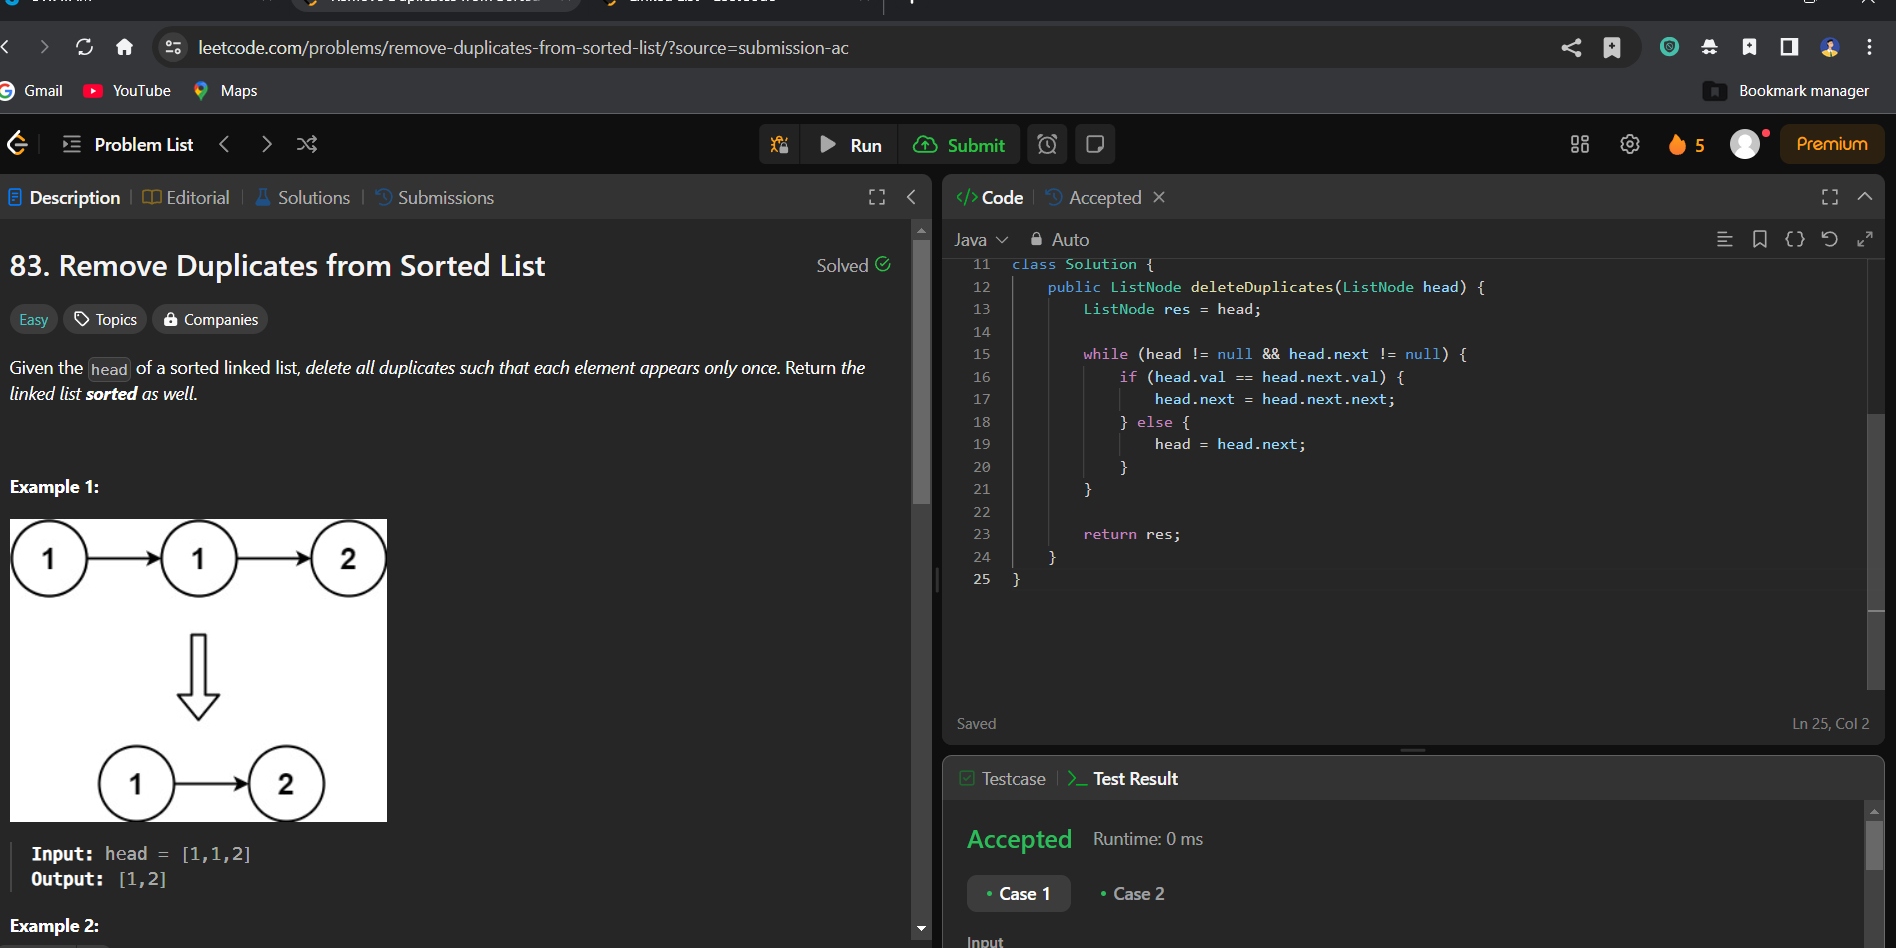 leetcode.com/problems/remove-duplicates-from-sorted-list/?source=submission-ac
Gmail YouTube Maps Bookmark manager
Problem List Run Submit 5 Premium
Description Editorial Solutions Submissions
83. Remove Duplicates from Sorted List Solved
Easy Topics Companies
Given the head of a sorted linked list, delete all duplicates such that each element appears only once. Return the
linked list sorted as well.
Example 1:
1 1 2
1 2
Input: head = [1,1,2]
Output: [1,2]
Example 2:
</> Code Accepted
Java Auto
11 class Solution {
12 public ListNode deleteDuplicates(ListNode head) {
13 ListNode res = head;
14
15 while (head != null && head.next != null) {
16 if (head.val == head.next.val) {
17 head.next = head.next.next;
18 } else {
19 head = head.next;
20 }
21 }
22
23 return res;
24 }
25 }
Saved Ln 25, Col 2
Testcase >_ Test Result
Accepted Runtime: 0 ms
• Case 1 • Case 2
Input